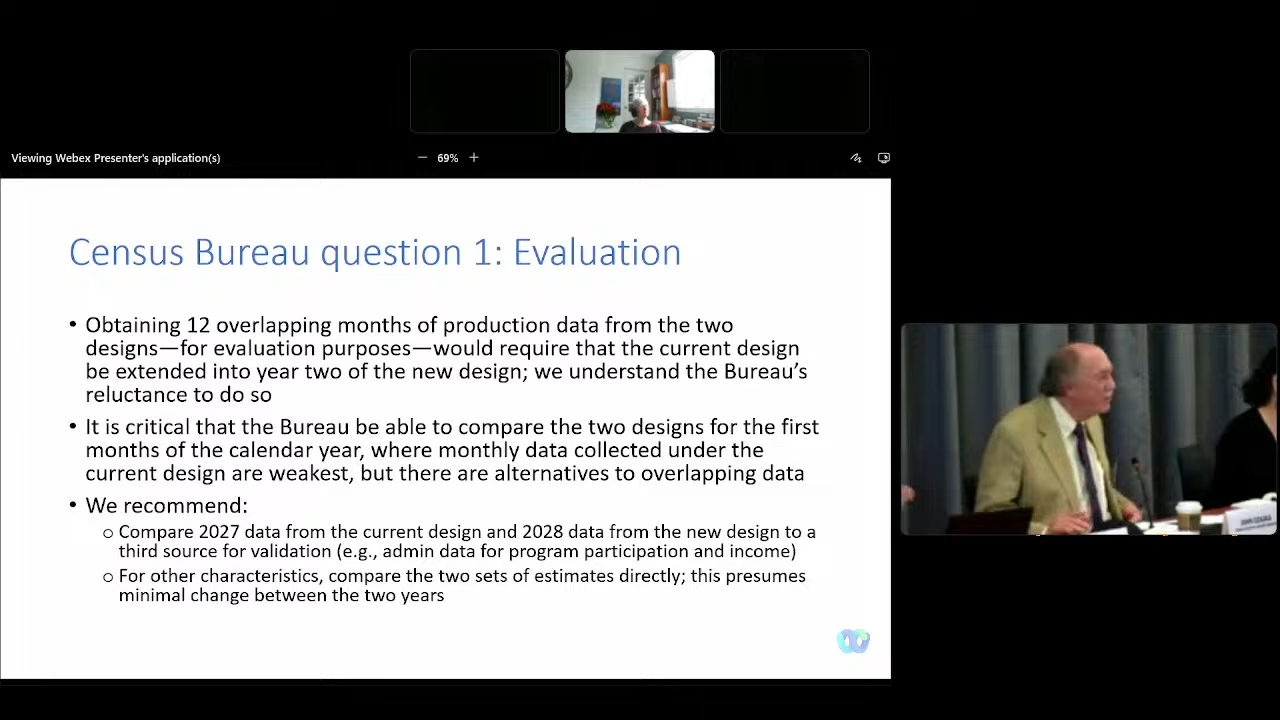 Viewing Webex Presenter's application(s)
69%
Census Bureau question 1: Evaluation
• Obtaining 12 overlapping months of production data from the two
designs—for evaluation purposes—would require that the current design
be extended into year two of the new design; we understand the Bureau's
reluctance to do so
• It is critical that the Bureau be able to compare the two designs for the first
months of the calendar year, where monthly data collected under the
current design are weakest, but there are alternatives to overlapping data
• We recommend:
o Compare 2027 data from the current design and 2028 data from the new design to a
third source for validation (e.g., admin data for program participation and income)
o For other characteristics, compare the two sets of estimates directly; this presumes
minimal change between the two years